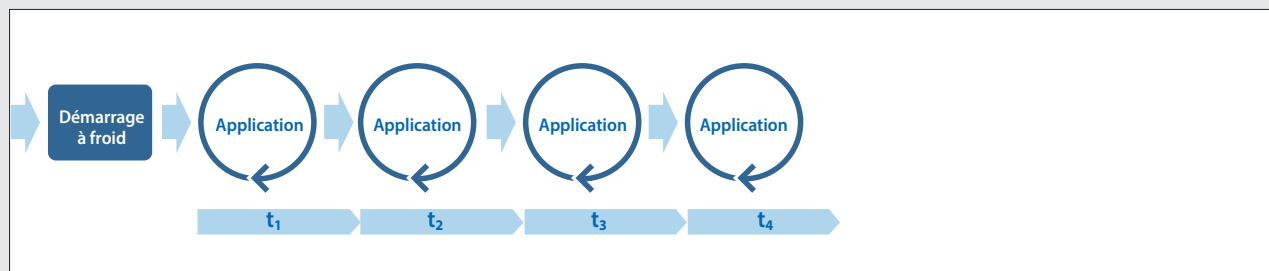 Démarrage
à froid
Application
Application
Application
Application
t₁
t₂
t₃
t₄